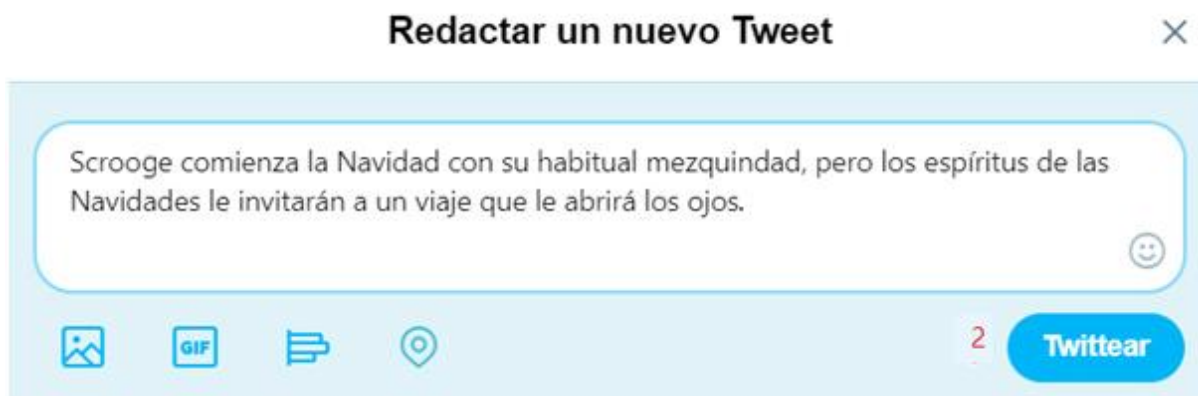 Redactar un nuevo Tweet
Scrooge comienza la Navidad con su habitual mezquindad, pero los espíritus de las
Navidades le invitarán a un viaje que le abrirá los ojos.
GIF
2
Twittear